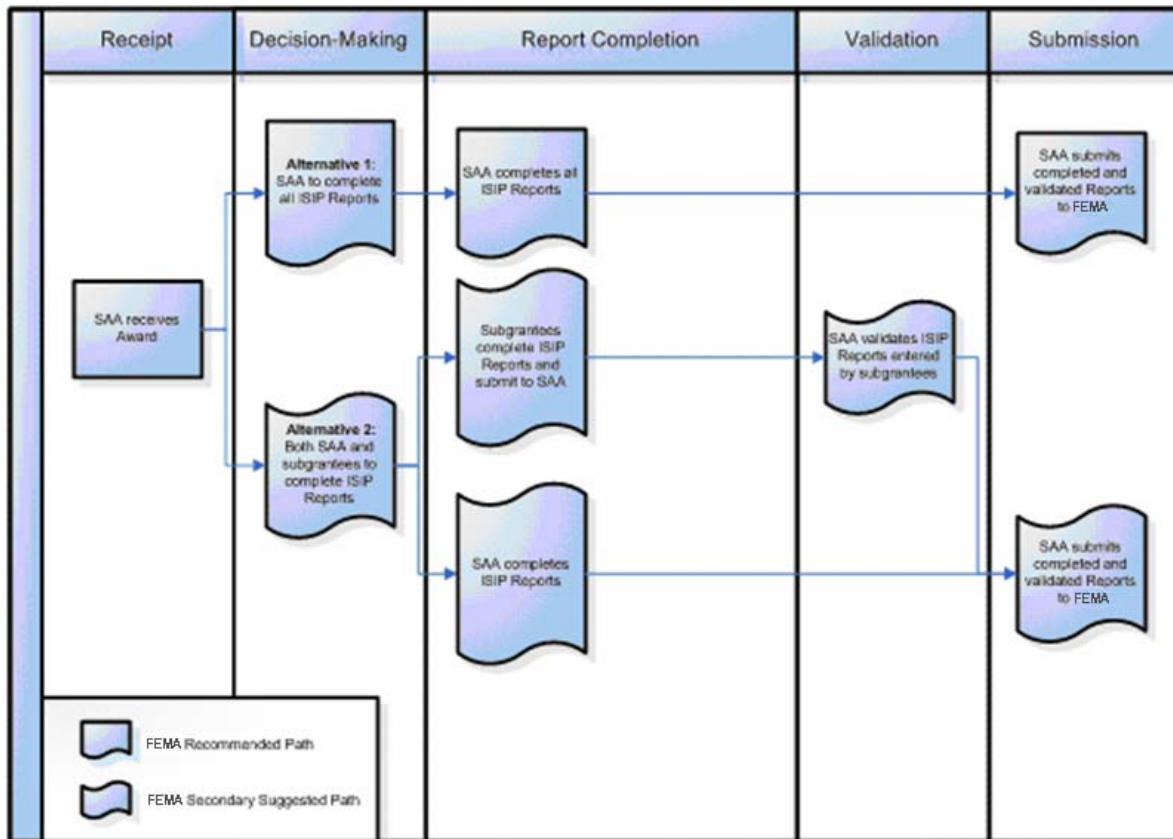 Receipt
Decision-Making
Report Completion
Validation
Submission
Alternative 1:
SAA to complete
all ISIP Reports
SAA completes all
ISIP Reports
SAA submits
completed and
validated Reports
to FEMA
SAA receives
Award
Subgrantees
complete ISIP
Reports and
submit to SAA
SAA validates ISIP
Reports entered
by subgrantees
Alternative 2:
Both SAA and
subgrantees to
complete ISIP
Reports
SAA completes
ISIP Reports
SAA submits
completed and
validated Reports
to FEMA
FEMA Recommended Path
FEMA Secondary Suggested Path